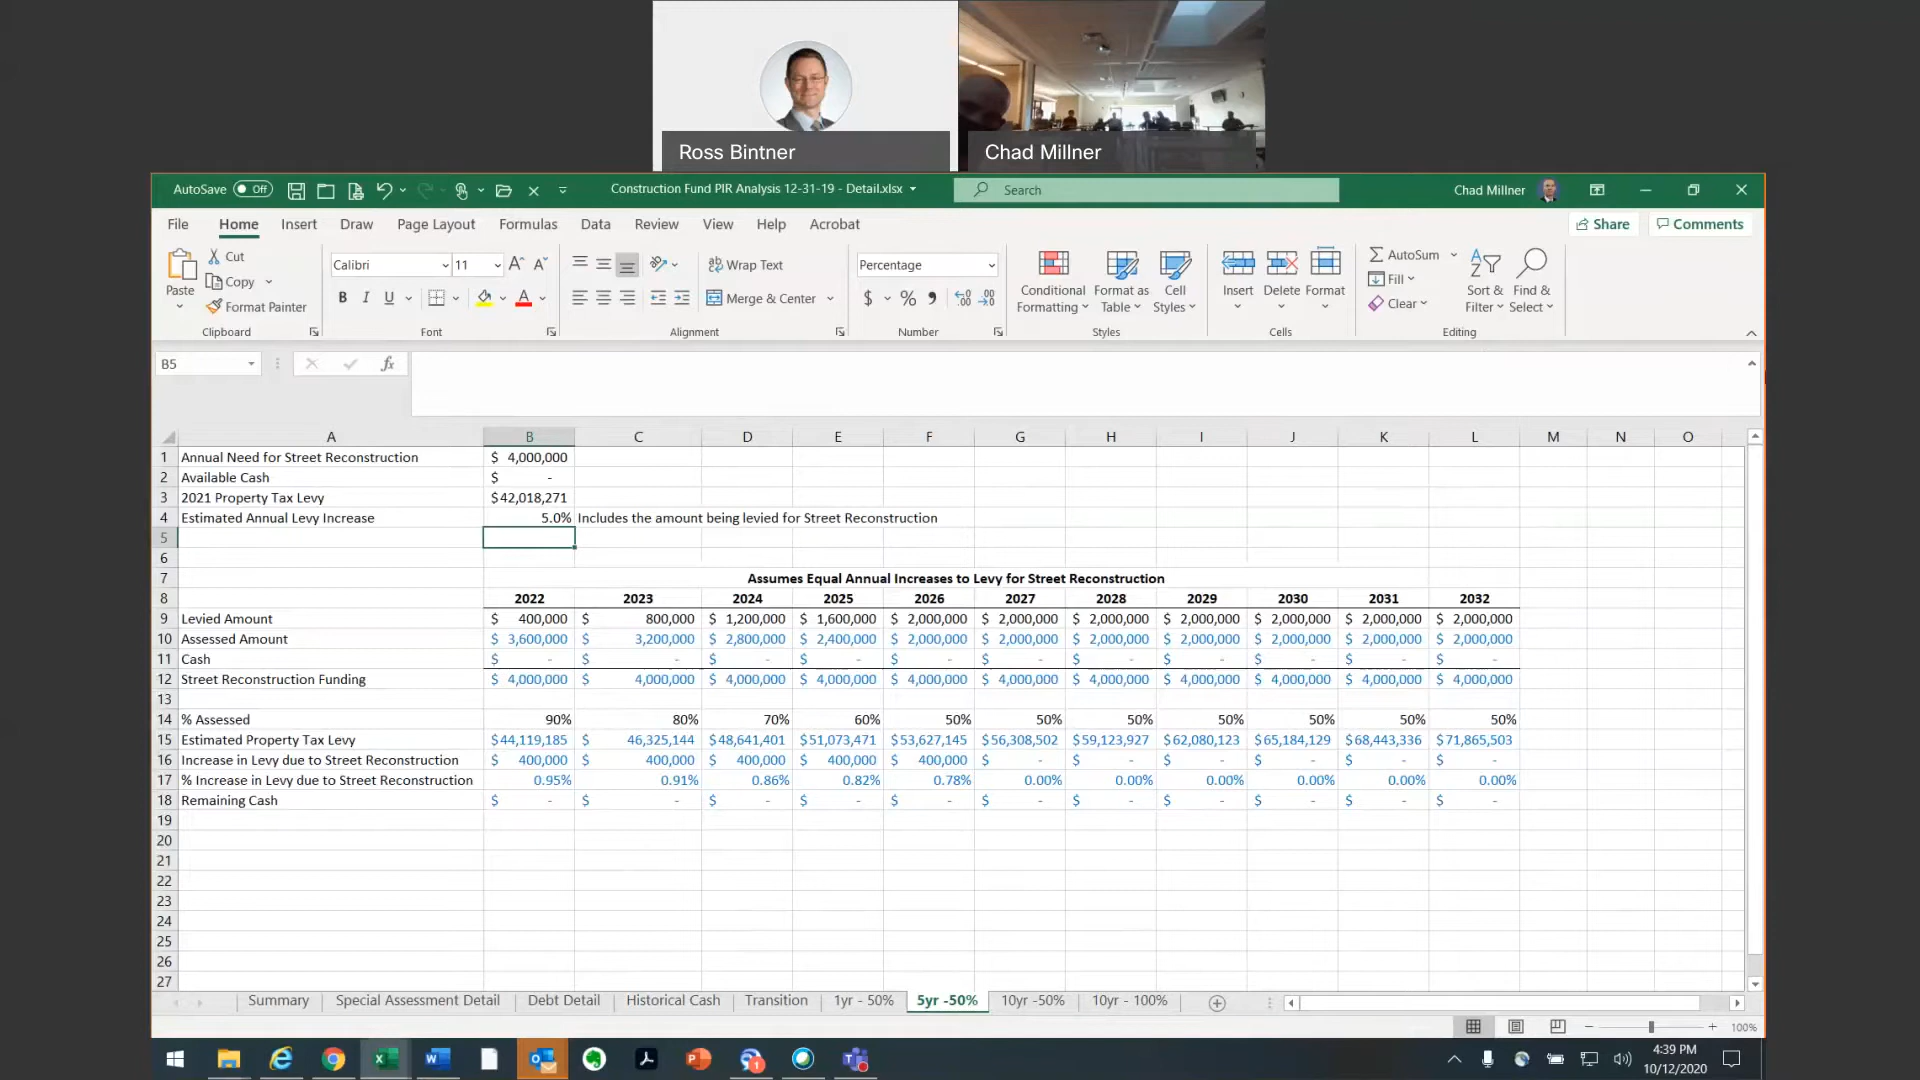 Ross Bintner
Chad Millner
AutoSave Off Construction Fund PIR Analysis 12-31-19 - Detail.xlsx Search Chad Millner
File Home Insert Draw Page Layout Formulas Data Review View Help Acrobat Share Comments
Paste Cut Copy Format Painter Clipboard
Calibri 11 B I U A Font
Wrap Text Merge & Center Alignment
Percentage $ % , Number
Conditional Formatting Format as Table Cell Styles Styles
Insert Delete Format Cells
AutoSum Fill Clear Sort & Filter Find & Select Editing
B5 fx
A B C D E F G H I J K L M N O
1 Annual Need for Street Reconstruction $ 4,000,000
2 Available Cash $ -
3 2021 Property Tax Levy $42,018,271
4 Estimated Annual Levy Increase 5.0% Includes the amount being levied for Street Reconstruction
5
6
7 Assumes Equal Annual Increases to Levy for Street Reconstruction
8 2022 2023 2024 2025 2026 2027 2028 2029 2030 2031 2032
9 Levied Amount $ 400,000 $ 800,000 $ 1,200,000 $ 1,600,000 $ 2,000,000 $ 2,000,000 $ 2,000,000 $ 2,000,000 $ 2,000,000 $ 2,000,000 $ 2,000,000
10 Assessed Amount $ 3,600,000 $ 3,200,000 $ 2,800,000 $ 2,400,000 $ 2,000,000 $ 2,000,000 $ 2,000,000 $ 2,000,000 $ 2,000,000 $ 2,000,000 $ 2,000,000
11 Cash $ - $ - $ - $ - $ - $ - $ - $ - $ - $ - $ -
12 Street Reconstruction Funding $ 4,000,000 $ 4,000,000 $ 4,000,000 $ 4,000,000 $ 4,000,000 $ 4,000,000 $ 4,000,000 $ 4,000,000 $ 4,000,000 $ 4,000,000 $ 4,000,000
13
14 % Assessed 90% 80% 70% 60% 50% 50% 50% 50% 50% 50% 50%
15 Estimated Property Tax Levy $44,119,185 $ 46,325,144 $48,641,401 $51,073,471 $53,627,145 $56,308,502 $59,123,927 $62,080,123 $65,184,129 $68,443,336 $71,865,503
16 Increase in Levy due to Street Reconstruction $ 400,000 $ 400,000 $ 400,000 $ 400,000 $ 400,000 $ - $ - $ - $ - $ - $ -
17 % Increase in Levy due to Street Reconstruction 0.95% 0.91% 0.86% 0.82% 0.78% 0.00% 0.00% 0.00% 0.00% 0.00% 0.00%
18 Remaining Cash $ - $ - $ - $ - $ - $ - $ - $ - $ - $ - $ -
19
20
21
22
23
24
25
26
27
Summary Special Assessment Detail Debt Detail Historical Cash Transition 1yr - 50% 5yr -50% 10yr -50% 10yr - 100%
100%
4:39 PM
10/12/2020